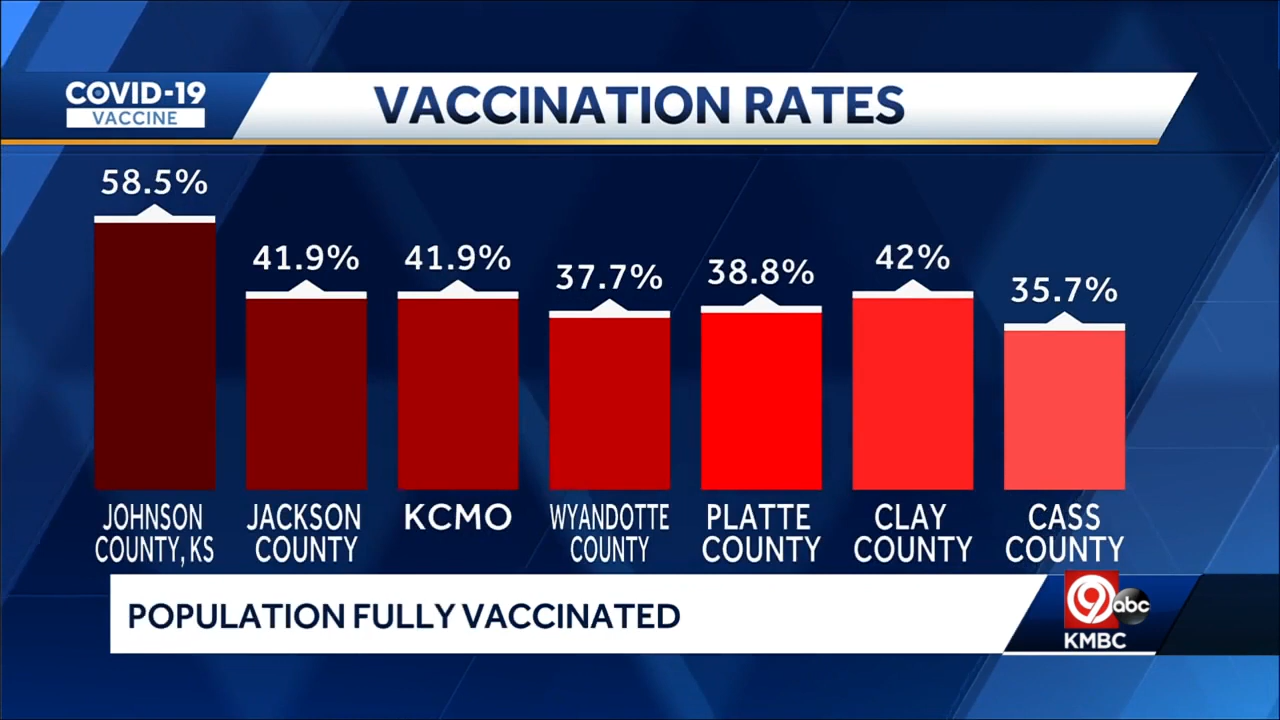 COVID-19
VACCINE
VACCINATION RATES
58.5%
41.9%
41.9%
37.7%
38.8%
42%
35.7%
JOHNSON
COUNTY, KS
JACKSON
COUNTY
KCMO
WYANDOTTE
COUNTY
PLATTE
COUNTY
CLAY
COUNTY
CASS
COUNTY
POPULATION FULLY VACCINATED
9 abc
KMBC